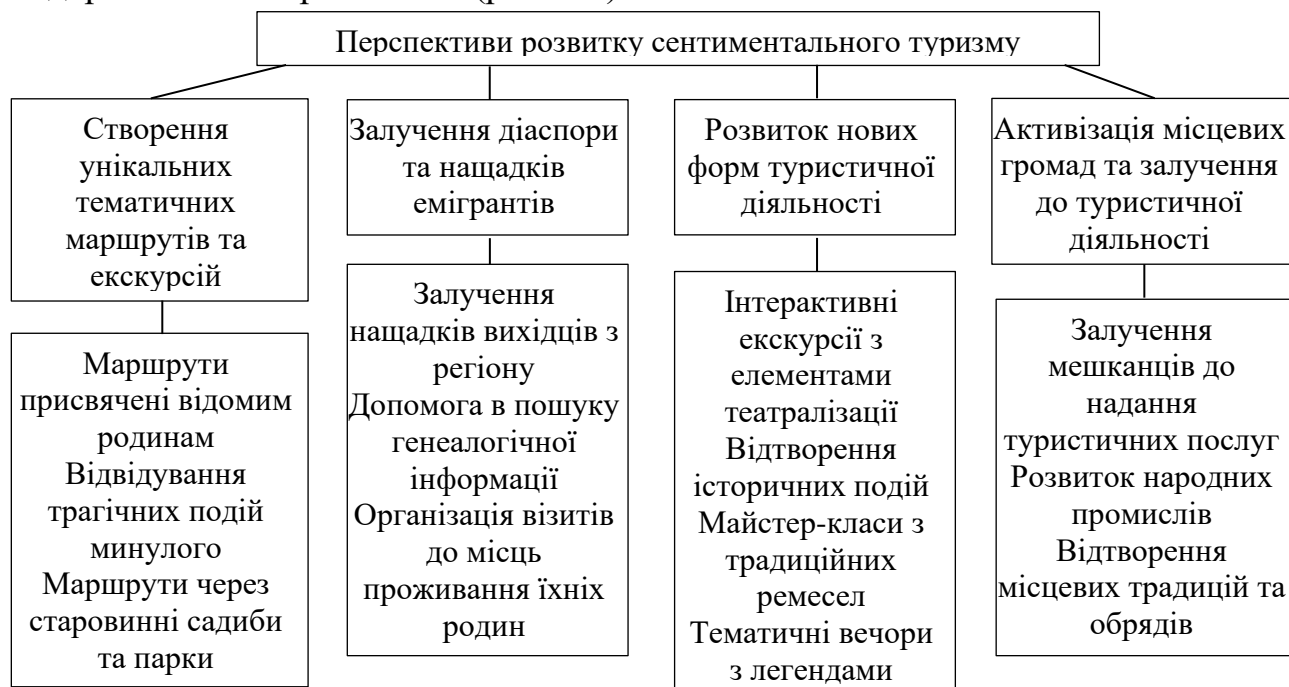 Перспективи розвитку сентиментального туризму
Створення
унікальних
тематичних
маршрутів та
екскурсій
Маршрути
присвячені відомим
родинам
Відвідування
трагічних подій
минулого
Маршрути через
старовинні садиби
та парки
Залучення діаспори
та нащадків
емігрантів
Залучення
нащадків вихідців з
регіону
Допомога в пошуку
генеалогічної
інформації
Організація візитів
до місць
проживання їхніх
родин
Розвиток нових
форм туристичної
діяльності
Інтерактивні
екскурсії з
елементами
театралізації
Відтворення
історичних подій
Майстер-класи з
традиційних
ремесел
Тематичні вечори
з легендами
Активізація місцевих
громад та залучення
до туристичної
діяльності
Залучення
мешканців до
надання
туристичних послуг
Розвиток народних
промислів
Відтворення
місцевих традицій та
обрядів